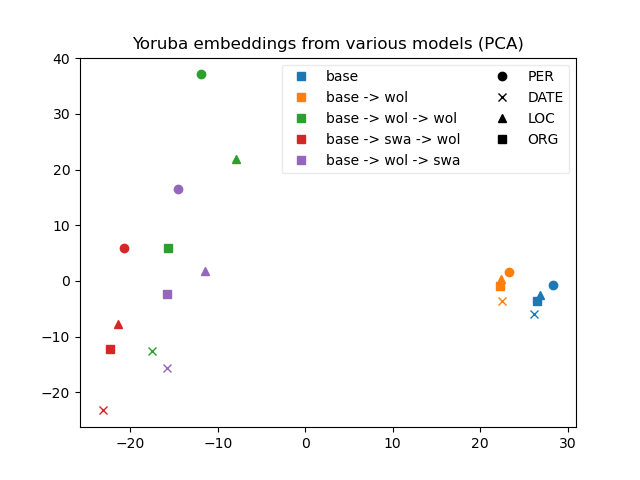 Yoruba embeddings from various models (PCA)
base
base -> wol
base -> wol -> wol
base -> swa -> wol
base -> wol -> swa
PER
DATE
LOC
ORG
40
30
20
10
0
−10
−20
−20
−10
0
10
20
30